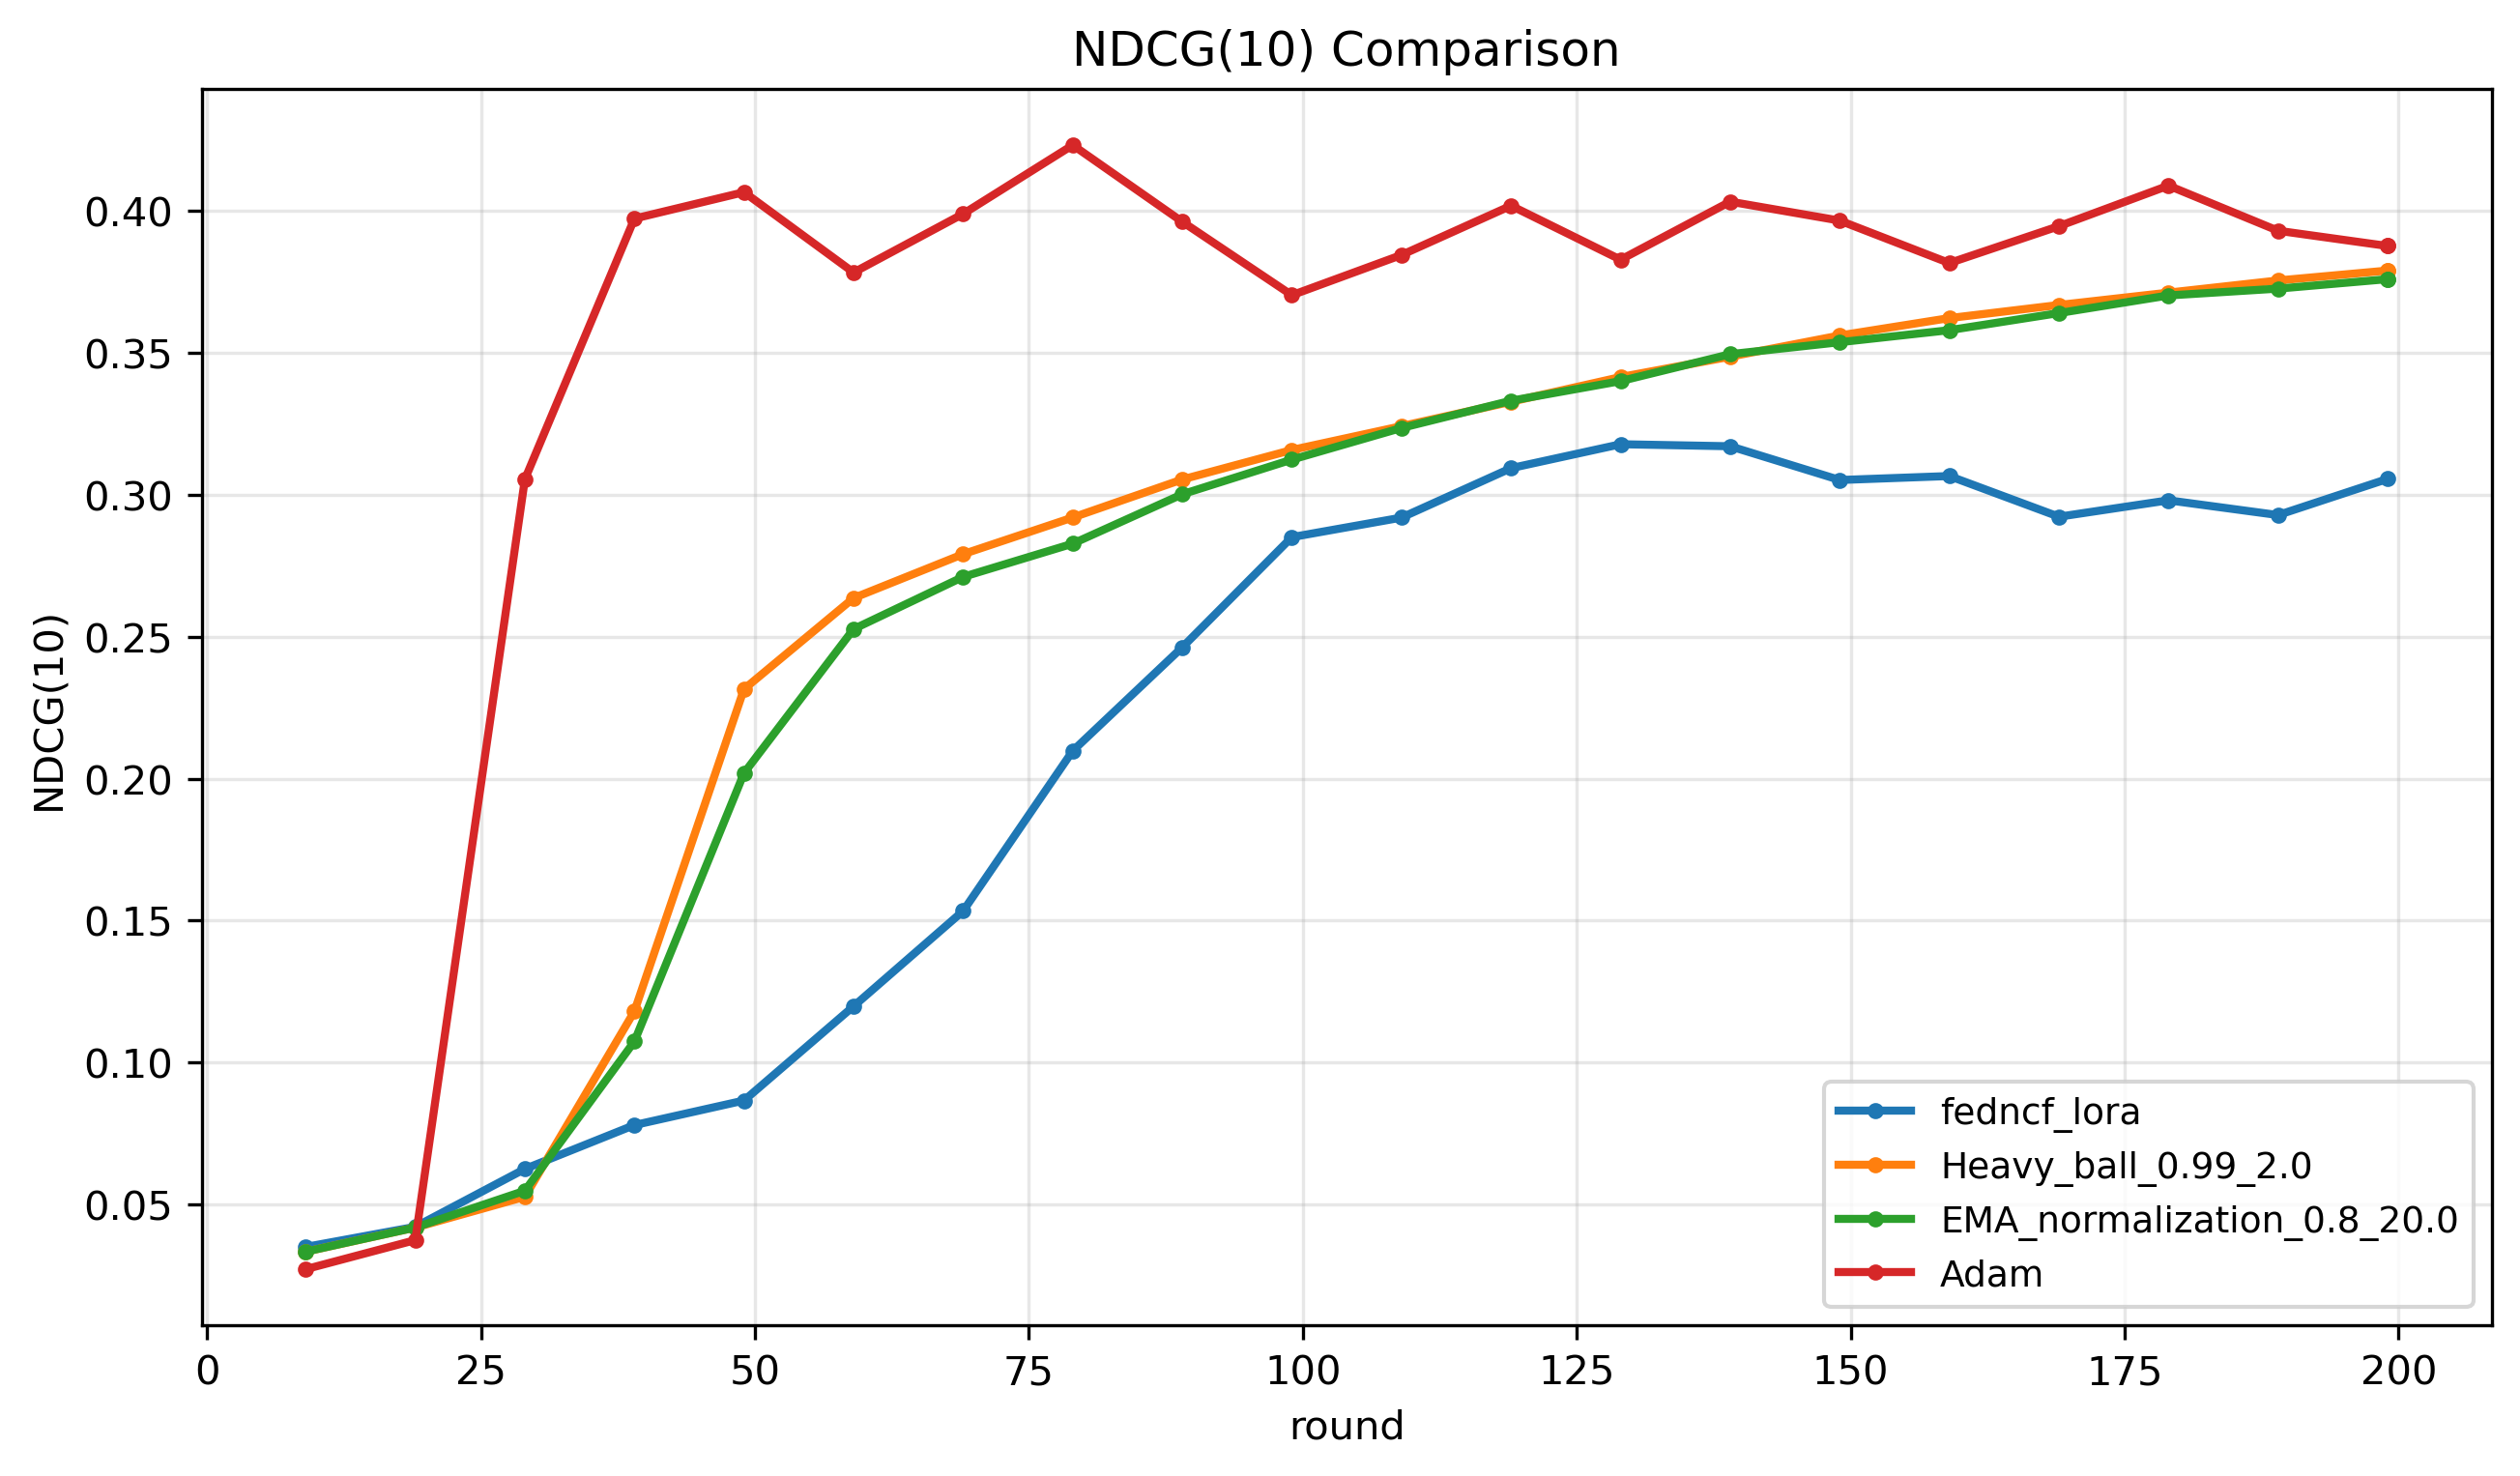 NDCG(10) Comparison
NDCG(10)
0.40
0.35
0.30
0.25
0.20
0.15
0.10
0.05
0 25 50 75 100 125 150 175 200
round
fedncf_lora
Heavy_ball_0.99_2.0
EMA_normalization_0.8_20.0
Adam